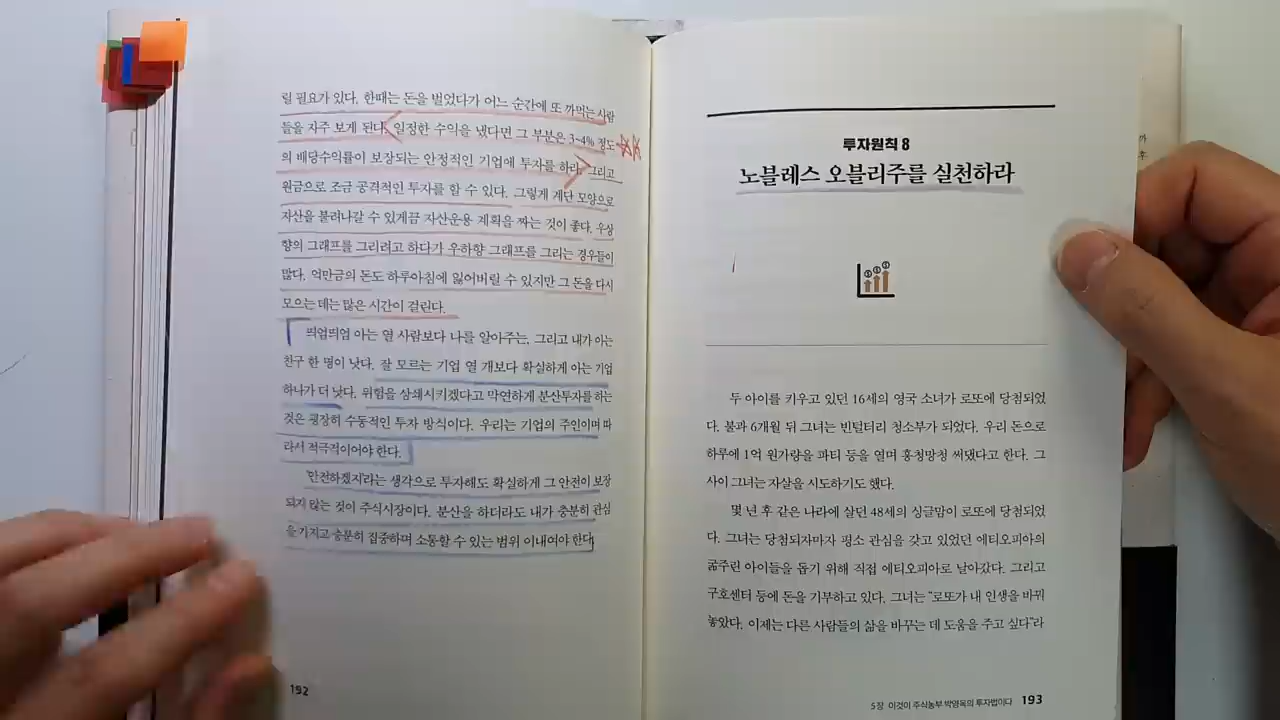 릴 필요가 있다. 한때는 돈을 벌었다가 어느 순간에 또 까먹는 사람
들을 자주 보게 된다. 일정한 수익을 냈다면 그 부분은 3~4% 정도
의 배당수익률이 보장되는 안정적인 기업에 투자를 하라. 그리고
원금으로 조금 공격적인 투자를 할 수 있다. 그렇게 계단 모양으로
자산을 불려나갈 수 있게끔 자산운용 계획을 짜는 것이 좋다. 우상
향의 그래프를 그리려고 하다가 우하향 그래프를 그리는 경우들이
많다. 억만금의 돈도 하루아침에 잃어버릴 수 있지만 그 돈을 다시
모으는 데는 많은 시간이 걸린다.
띄엄띄엄 아는 열 사람보다 나를 알아주는, 그리고 내가 아는
친구 한 명이 낫다. 잘 모르는 기업 열 개보다 확실하게 아는 기업
하나가 더 낫다. 위험을 상쇄시키겠다고 막연하게 분산투자를 하는
것은 굉장히 수동적인 투자 방식이다. 우리는 기업의 주인이며 따
라서 적극적이어야 한다.
'안전하겠지'라는 생각으로 투자해도 확실하게 그 안전이 보장
되지 않는 것이 주식시장이다. 분산을 하더라도 내가 충분히 관심
을 가지고 충분히 집중하며 소통할 수 있는 범위 이내여야 한다.
192
투자원칙 8
노블레스 오블리주를 실천하라
두 아이를 키우고 있던 16세의 영국 소녀가 로또에 당첨되었
다. 불과 6개월 뒤 그녀는 빈털터리 청소부가 되었다. 우리 돈으로
하루에 1억 원가량을 파티 등을 열며 흥청망청 써댔다고 한다. 그
사이 그녀는 자살을 시도하기도 했다.
몇 년 후 같은 나라에 살던 48세의 싱글맘이 로또에 당첨되었
다. 그녀는 당첨되자마자 평소 관심을 갖고 있었던 에티오피아의
굶주린 아이들을 돕기 위해 직접 에티오피아로 날아갔다. 그리고
구호센터 등에 돈을 기부하고 있다. 그녀는 "로또가 내 인생을 바꿔
놓았다. 이제는 다른 사람들의 삶을 바꾸는 데 도움을 주고 싶다"라
5장 이것이 주식농부 박영옥의 투자법이다 193